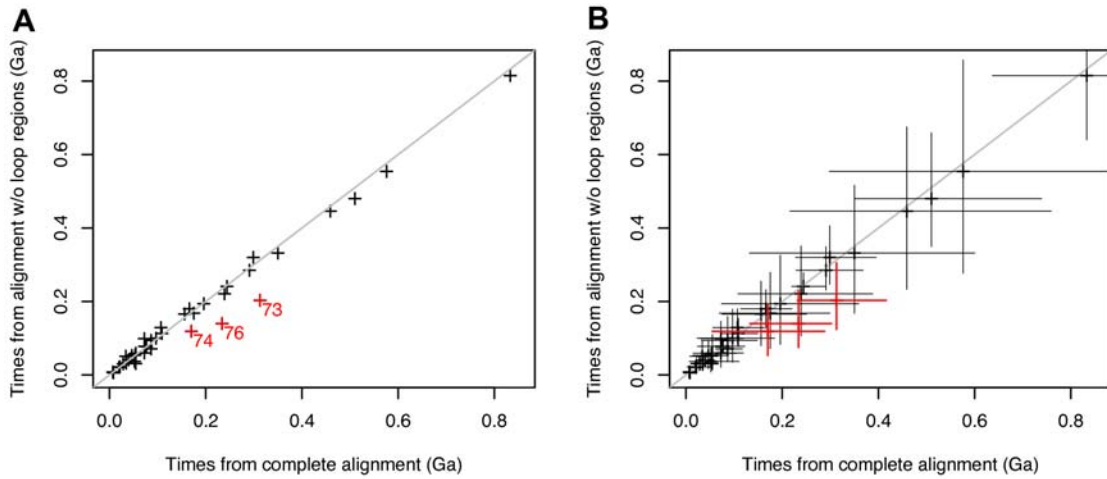 A
Times from alignment w/o loop regions (Ga)
0.8
0.6
0.4
0.2
0.0
73
76
74
0.0 0.2 0.4 0.6 0.8
Times from complete alignment (Ga)
B
Times from alignment w/o loop regions (Ga)
0.8
0.6
0.4
0.2
0.0
0.0 0.2 0.4 0.6 0.8
Times from complete alignment (Ga)